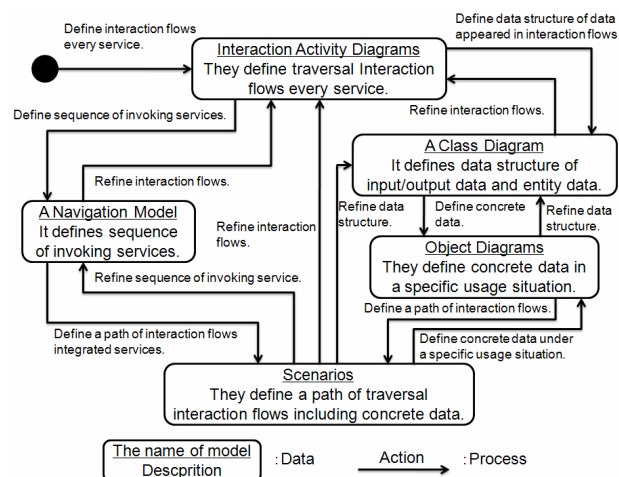 Define interaction flows
every service.
Interaction Activity Diagrams
They define traversal Interaction
flows every service.
Define data structure of data
appeared in interaction flows.
Define sequence of invoking services.
Refine interaction flows.
A Class Diagram
It defines data structure of
input/output data and entity data.
Refine interaction flows.
A Navigation Model
It defines sequence
of invoking services.
Refine interaction
flows.
Refine data
structure.
Define concrete
data.
Refine data
structure.
Object Diagrams
They define concrete data in
a specific usage situation.
Refine sequence of invoking service.
Define a path of interaction flows
integrated services.
Define a path of interaction flows.
Define concrete data under
a specific usage situation.
Scenarios
They define a path of traversal
interaction flows including concrete data.
The name of model
Descprition
:Data
Action
:Process